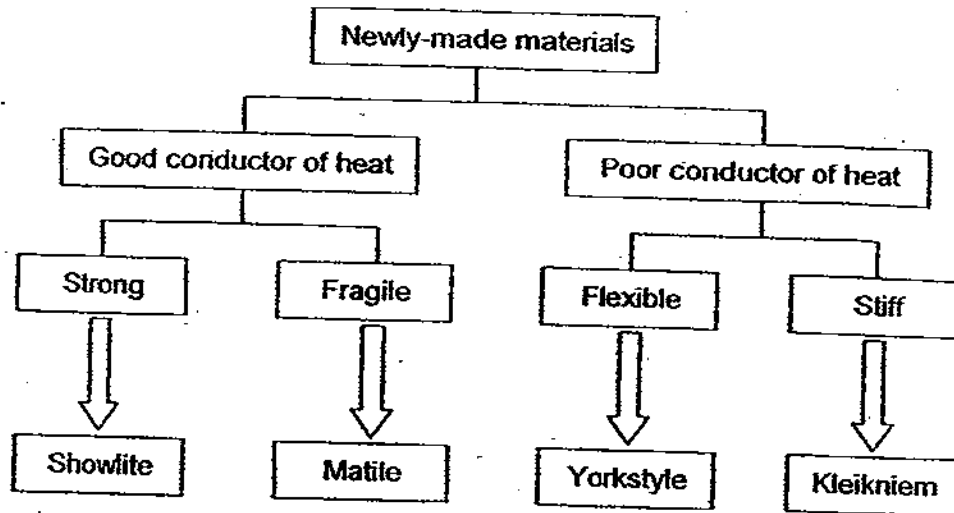 Newly-made materials
Good conductor of heat
Poor conductor of heat
Strong
Fragile
Flexible
Stiff
Showlite
Matile
Yorkstyle
Kleikniem